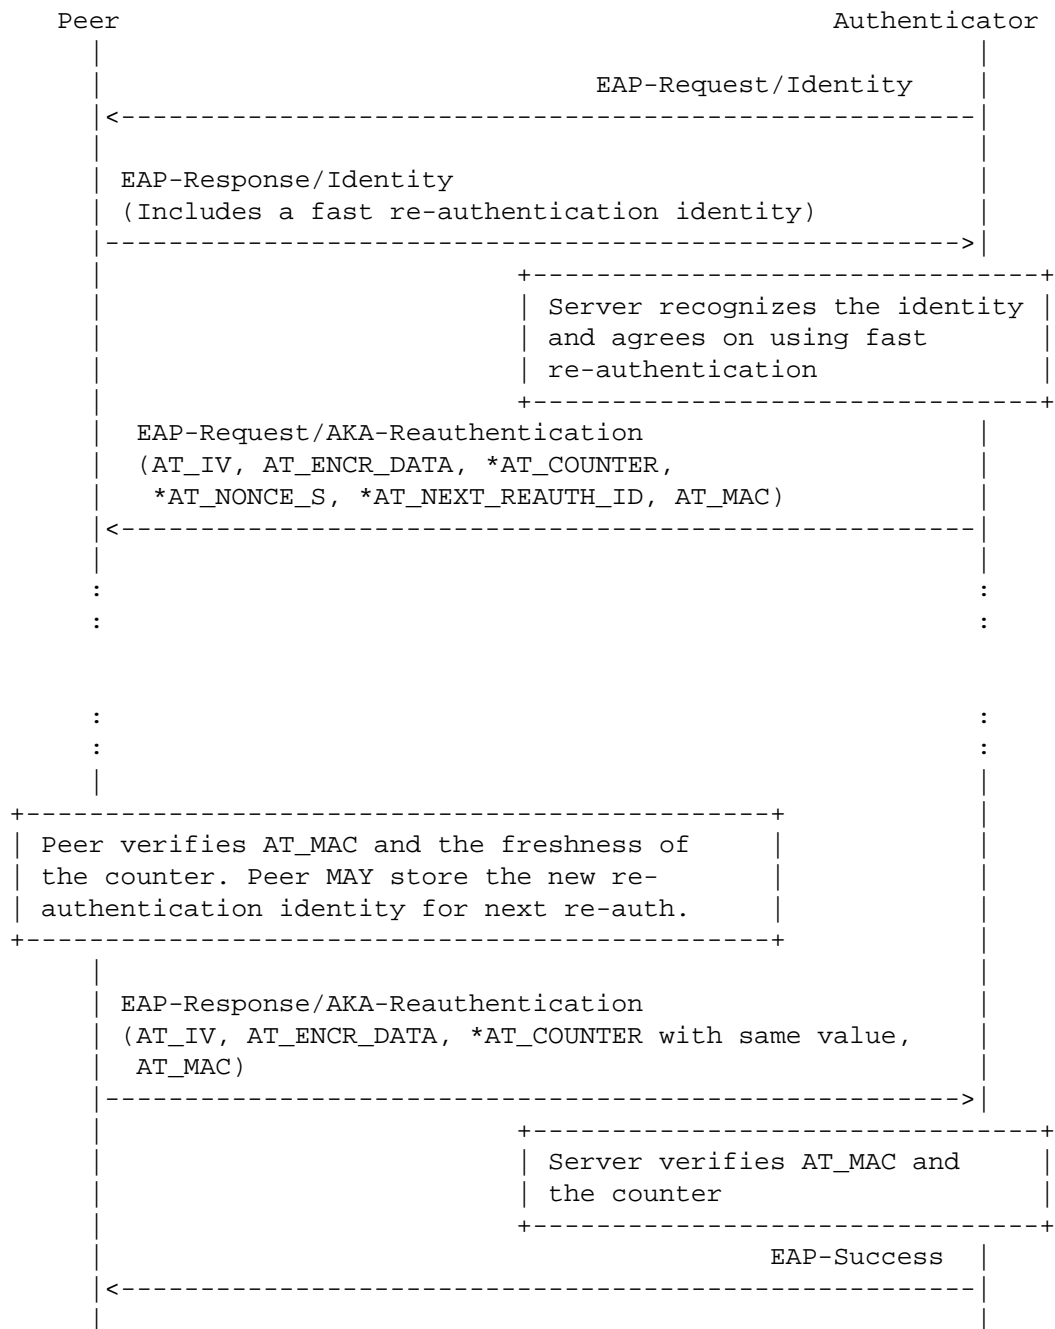 Peer Authenticator
EAP-Request/Identity
EAP-Response/Identity
(Includes a fast re-authentication identity)
Server recognizes the identity
and agrees on using fast
re-authentication
EAP-Request/AKA-Reauthentication
(AT_IV, AT_ENCR_DATA, *AT_COUNTER,
*AT_NONCE_S, *AT_NEXT_REAUTH_ID, AT_MAC)
Peer verifies AT_MAC and the freshness of
the counter. Peer MAY store the new re-
authentication identity for next re-auth.
EAP-Response/AKA-Reauthentication
(AT_IV, AT_ENCR_DATA, *AT_COUNTER with same value,
AT_MAC)
Server verifies AT_MAC and
the counter
EAP-Success